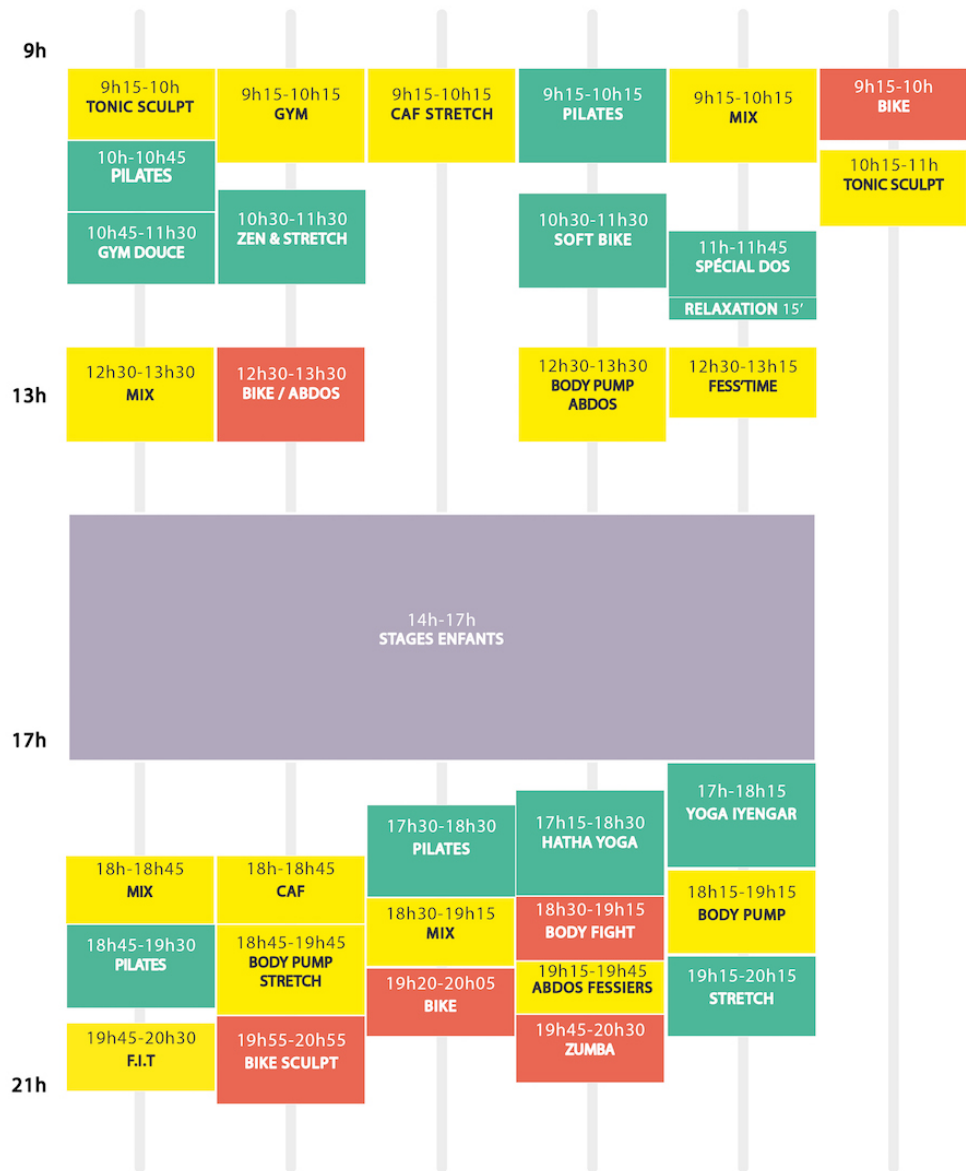 9h
9h15-10h
TONIC SCULPT
9h15-10h15
GYM
9h15-10h15
CAF STRETCH
9h15-10h15
PILATES
9h15-10h15
MIX
9h15-10h
BIKE
10h-10h45
PILATES
10h15-11h
TONIC SCULPT
10h45-11h30
GYM DOUCE
10h30-11h30
ZEN & STRETCH
10h30-11h30
SOFT BIKE
11h-11h45
SPÉCIAL DOS
RELAXATION 15’
13h
12h30-13h30
MIX
12h30-13h30
BIKE / ABDOS
12h30-13h30
BODY PUMP
ABDOS
12h30-13h15
FESS’TIME
14h-17h
STAGES ENFANTS
17h
17h-18h15
YOGA IYENGAR
17h30-18h30
PILATES
17h15-18h30
HATHA YOGA
18h-18h45
MIX
18h-18h45
CAF
18h30-19h15
MIX
18h30-19h15
BODY FIGHT
18h15-19h15
BODY PUMP
18h45-19h30
PILATES
18h45-19h45
BODY PUMP
STRETCH
19h20-20h05
BIKE
19h15-19h45
ABDOS FESSIERS
19h15-20h15
STRETCH
19h45-20h30
F.I.T
19h55-20h55
BIKE SCULPT
19h45-20h30
ZUMBA
21h